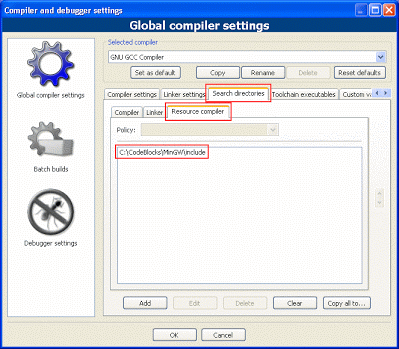 Compiler and debugger settings
Global compiler settings
Selected compiler
GNU GCC Compiler
Set as default Copy Rename Delete Reset defaults
Global compiler settings
Batch builds
Debugger settings
Compiler settings Linker settings Search directories Toolchain executables Custom va
Compiler Linker Resource compiler
Policy:
C:\CodeBlocks\MinGW\include
Add Edit Delete Clear Copy all to...
OK Cancel